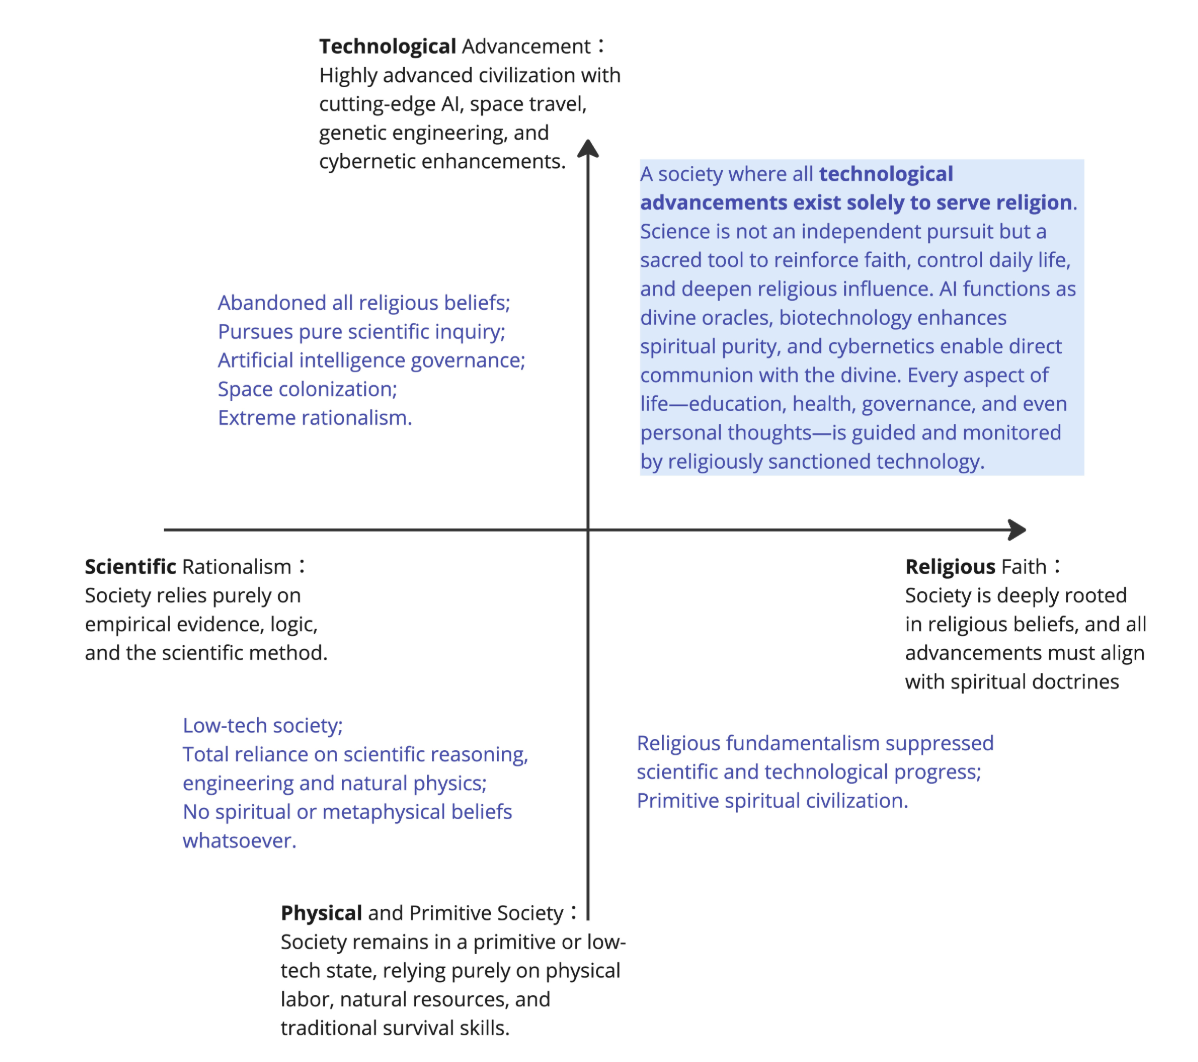 Technological Advancement：
Highly advanced civilization with
cutting-edge AI, space travel,
genetic engineering, and
cybernetic enhancements.
A society where all technological
advancements exist solely to serve religion.
Science is not an independent pursuit but a
sacred tool to reinforce faith, control daily life,
and deepen religious influence. AI functions as
divine oracles, biotechnology enhances
spiritual purity, and cybernetics enable direct
communion with the divine. Every aspect of
life—education, health, governance, and even
personal thoughts—is guided and monitored
by religiously sanctioned technology.
Abandoned all religious beliefs;
Pursues pure scientific inquiry;
Artificial intelligence governance;
Space colonization;
Extreme rationalism.
Scientific Rationalism：
Society relies purely on
empirical evidence, logic,
and the scientific method.
Religious Faith：
Society is deeply rooted
in religious beliefs, and all
advancements must align
with spiritual doctrines
Low-tech society;
Total reliance on scientific reasoning,
engineering and natural physics;
No spiritual or metaphysical beliefs
whatsoever.
Religious fundamentalism suppressed
scientific and technological progress;
Primitive spiritual civilization.
Physical and Primitive Society：
Society remains in a primitive or low-
tech state, relying purely on physical
labor, natural resources, and
traditional survival skills.